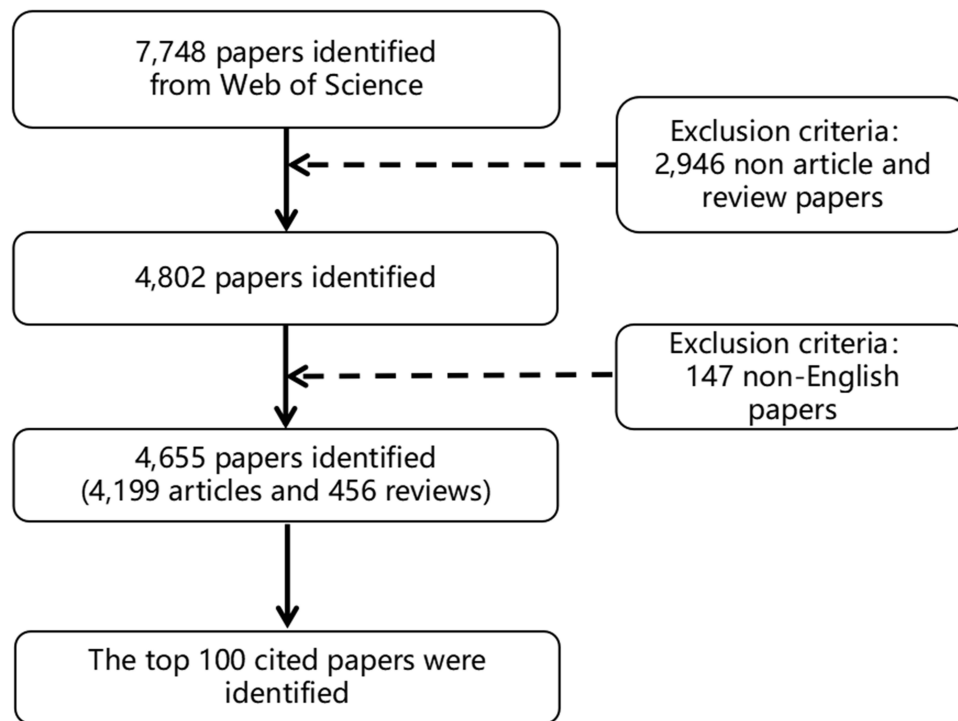 7,748 papers identified
from Web of Science
Exclusion criteria:
2,946 non article and
review papers
4,802 papers identified
Exclusion criteria:
147 non-English
papers
4,655 papers identified
(4,199 articles and 456 reviews)
The top 100 cited papers were
identified